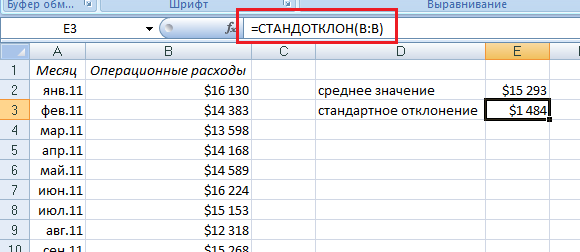 Буфер обм... Шрифт Выравнивание
E3 fx =СТАНДОТКЛОН(B:B)
A B C D E
1 Месяц Операционные расходы
2 янв.11 $16 130 среднее значение $15 293
3 фев.11 $14 383 стандартное отклонение $1 484
4 мар.11 $13 598
5 апр.11 $14 168
6 май.11 $14 589
7 июн.11 $16 224
8 июл.11 $15 153
9 авг.11 $12 318
10 сен.11 $15 268